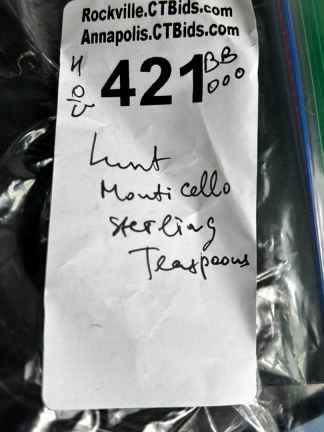 Rockville.CTBids.com
Annapolis.CTBids.com
421
BB
000
Lunt
Monticello
Sterling
Teaspoons